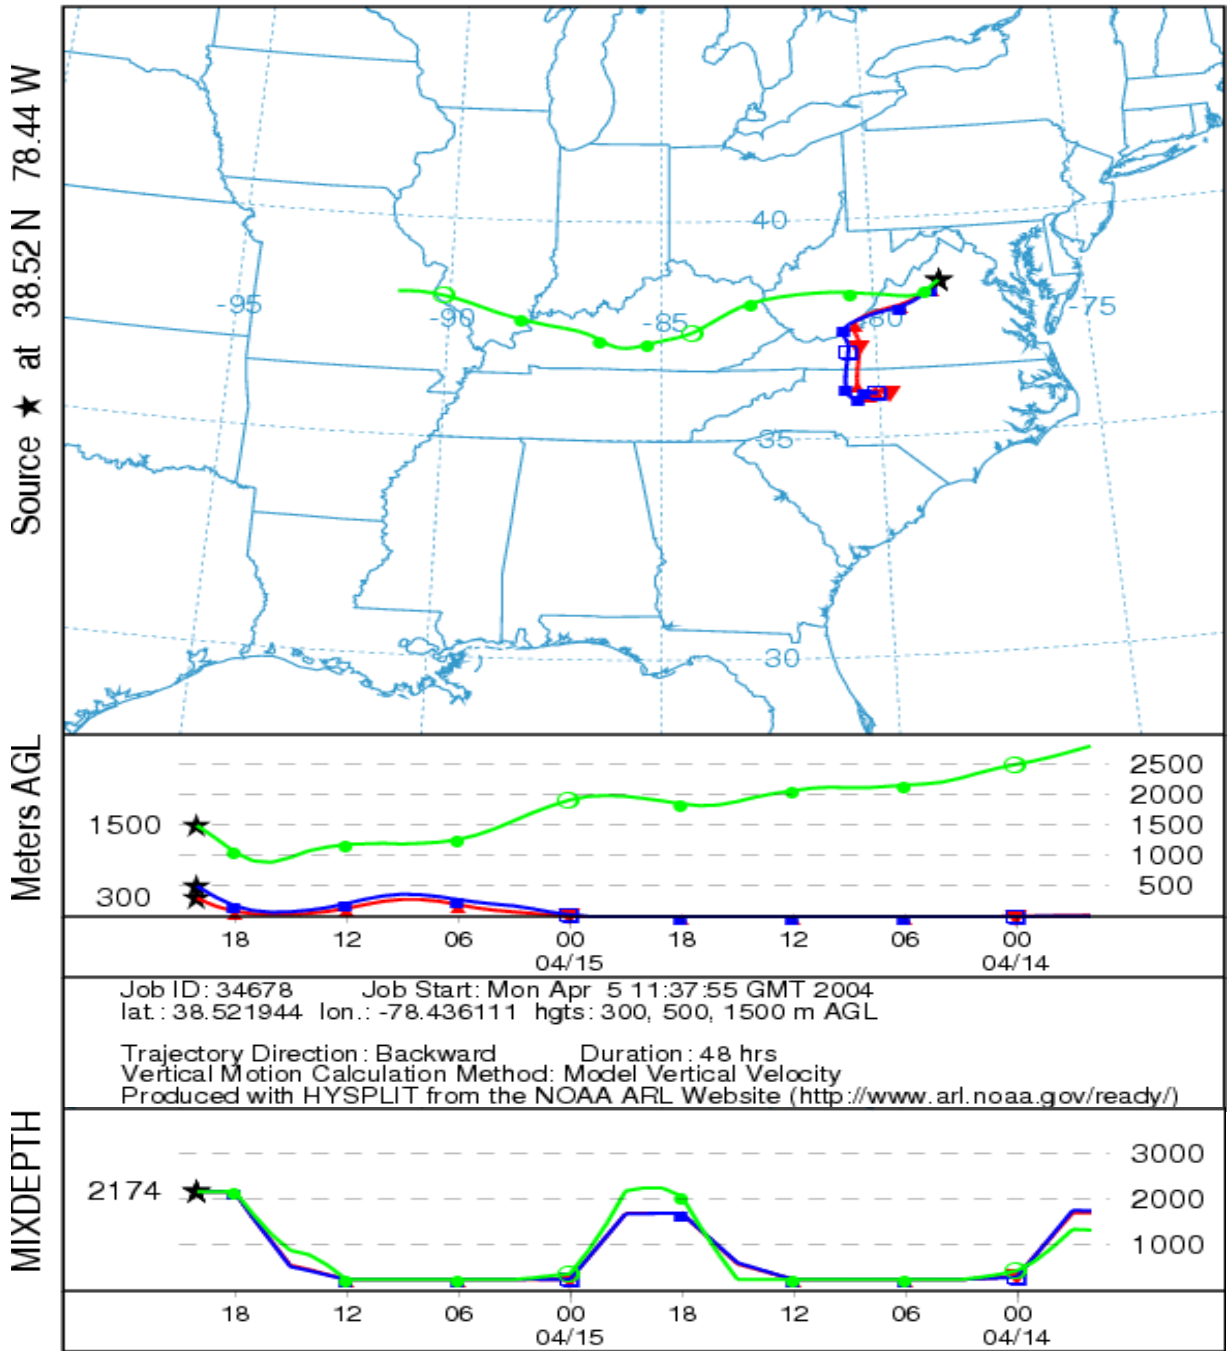 Source ★ at 38.52 N 78.44 W
40
-95
-90
-85
-80
-75
35
30
Meters AGL
1500
300
2500
2000
1500
1000
500
18 12 06 00 18 12 06 00
04/15 04/14
Job ID: 34678 Job Start: Mon Apr 5 11:37:55 GMT 2004
lat.: 38.521944 lon.: -78.436111 hgts: 300, 500, 1500 m AGL
Trajectory Direction: Backward Duration: 48 hrs
Vertical Motion Calculation Method: Model Vertical Velocity
Produced with HYSPLIT from the NOAA ARL Website (http://www.arl.noaa.gov/ready/)
MIXDEPTH
2174
3000
2000
1000
18 12 06 00 18 12 06 00
04/15 04/14